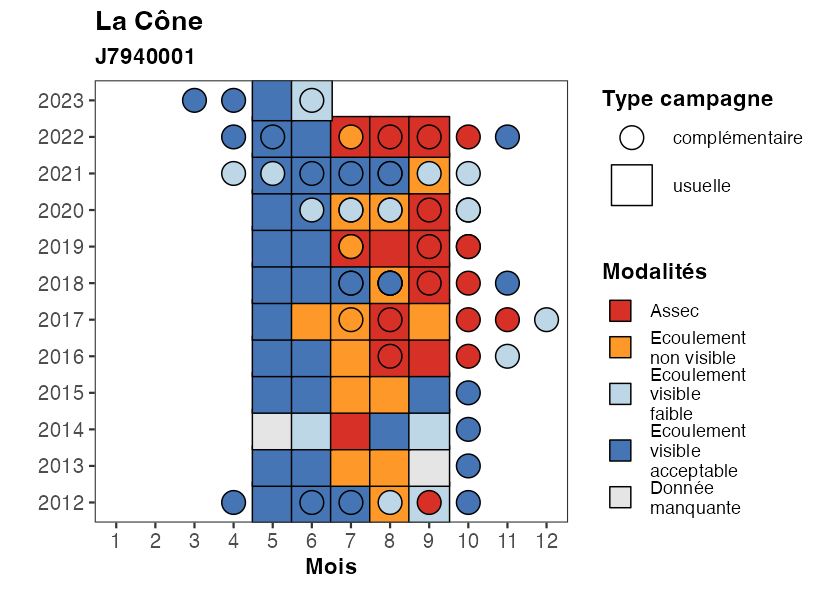 La Cône
J7940001
2023
2022
2021
2020
2019
2018
2017
2016
2015
2014
2013
2012
1 2 3 4 5 6 7 8 9 10 11 12
Mois
Type campagne
complémentaire
usuelle
Modalités
Assec
Ecoulement
non visible
Ecoulement
visible
faible
Ecoulement
visible
acceptable
Donnée
manquante